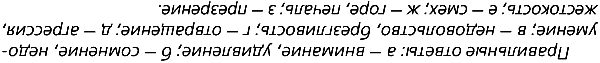 Правильные ответы: а — внимание, удивление; б — сомнение, недо-
умение; в — недовольство, брезгливость; г — отвращение; д — агрессия,
жестокость; е — смех; ж — горе, печаль; з — презрение.